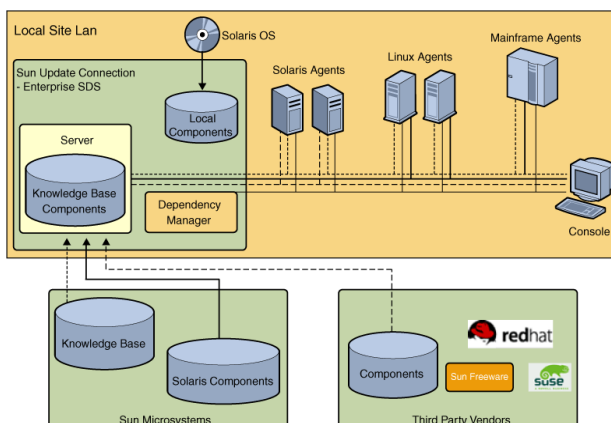 Local Site Lan
Solaris OS
Mainframe Agents
Linux Agents
Solaris Agents
Sun Update Connection
- Enterprise SDS
Local
Components
Server
Knowledge Base
Components
Dependency
Manager
Console
Knowledge Base
Solaris Components
Sun Microsystems
redhat
Components
Sun Freeware
SUSE
Third Party Vendors